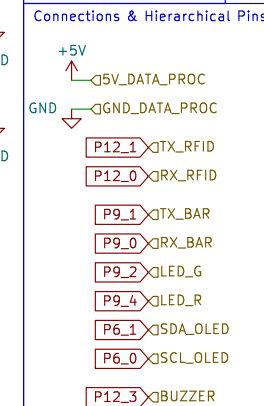 Connections & Hierarchical Pins
+5V
D
5V_DATA_PROC
GND GND_DATA_PROC
P12_1 TX_RFID
D
P12_0 RX_RFID
P9_1 TX_BAR
P9_0 RX_BAR
P9_2 LED_G
P9_4 LED_R
P6_1 SDA_OLED
P6_0 SCL_OLED
P12_3 BUZZER